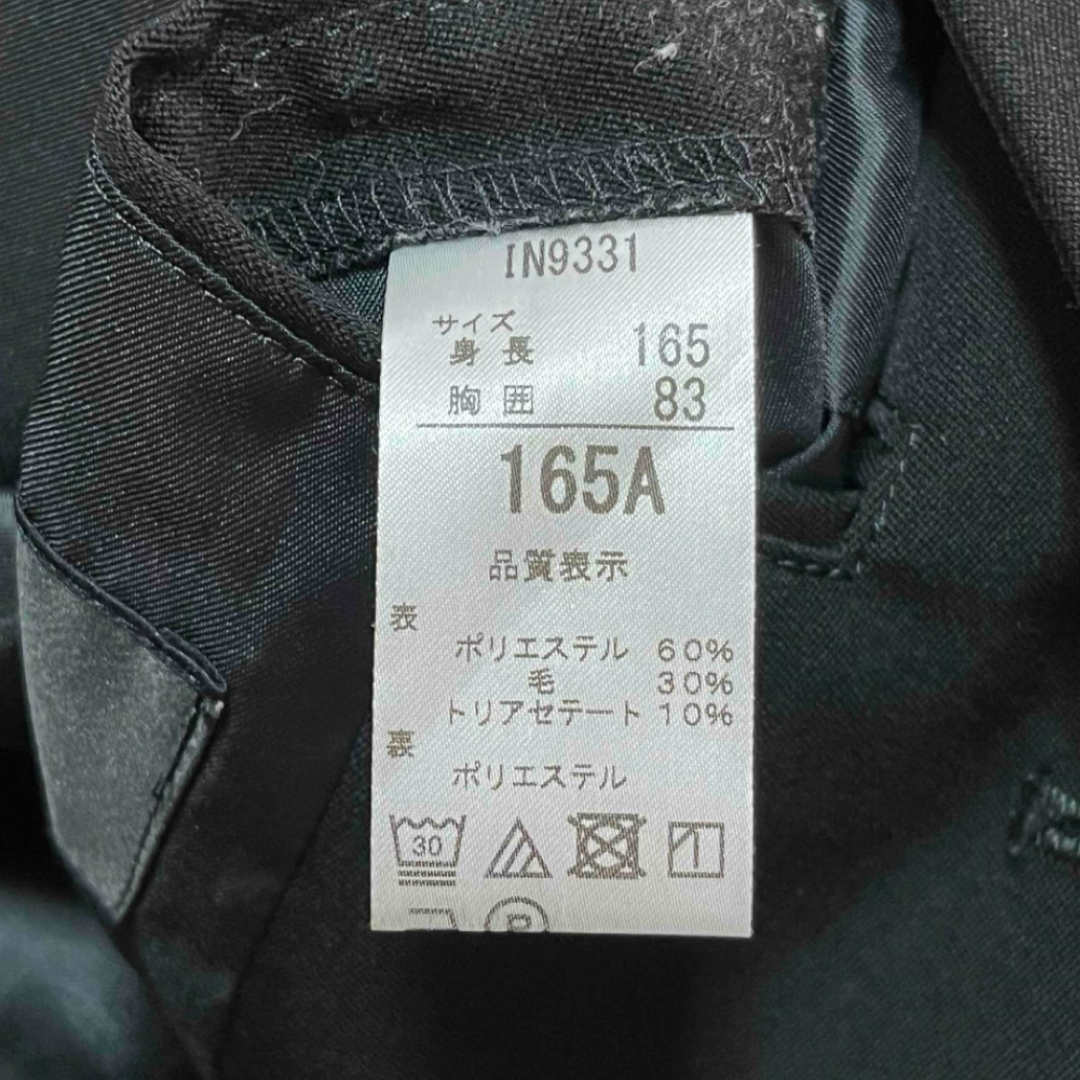 IN9331
サイズ
身長 165
胸囲 83
165A
品質表示
表
ポリエステル 60%
毛 30%
トリアセテート 10%
裏
ポリエステル
30
P